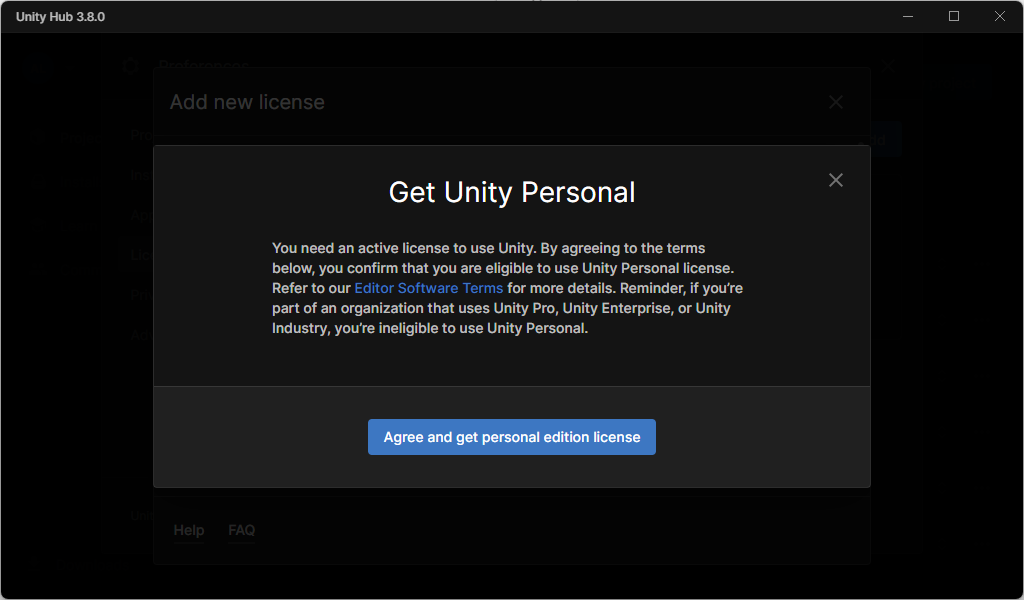 Unity Hub 3.8.0
Preferences
Add new license
Get Unity Personal
You need an active license to use Unity. By agreeing to the terms
below, you confirm that you are eligible to use Unity Personal license.
Refer to our Editor Software Terms for more details. Reminder, if you’re
part of an organization that uses Unity Pro, Unity Enterprise, or Unity
Industry, you’re ineligible to use Unity Personal.
Agree and get personal edition license
Help FAQ